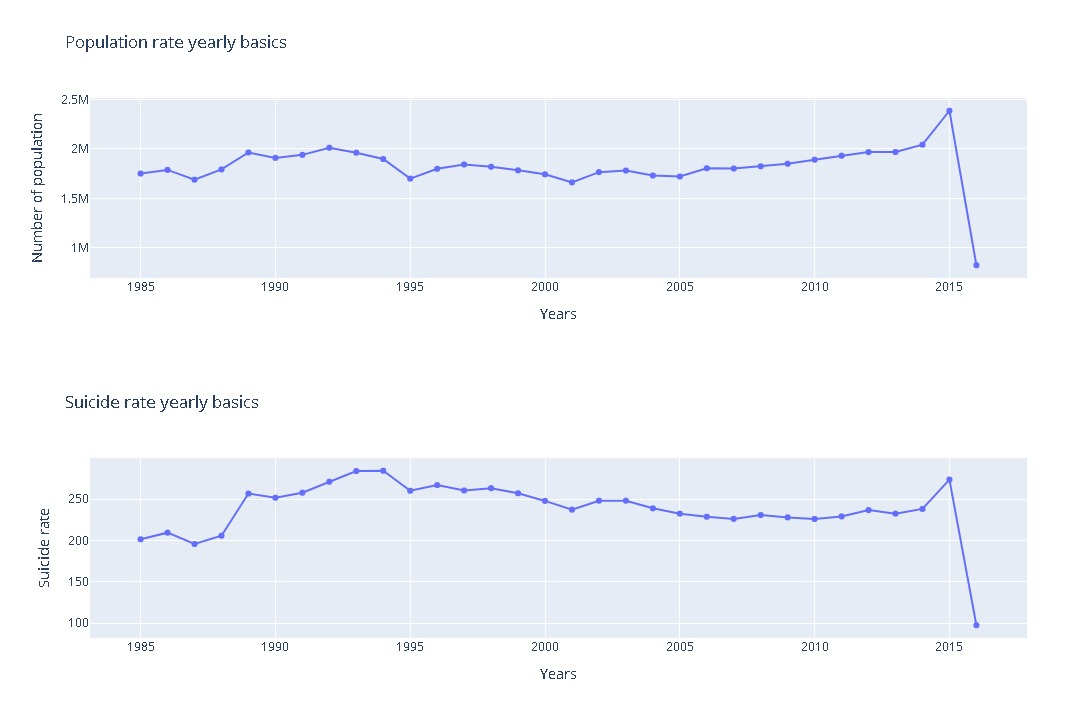 Population rate yearly basics
2.5M
2M
1.5M
1M
Number of population
1985 1990 1995 2000 2005 2010 2015
Years
Suicide rate yearly basics
250
200
150
100
Suicide rate
1985 1990 1995 2000 2005 2010 2015
Years